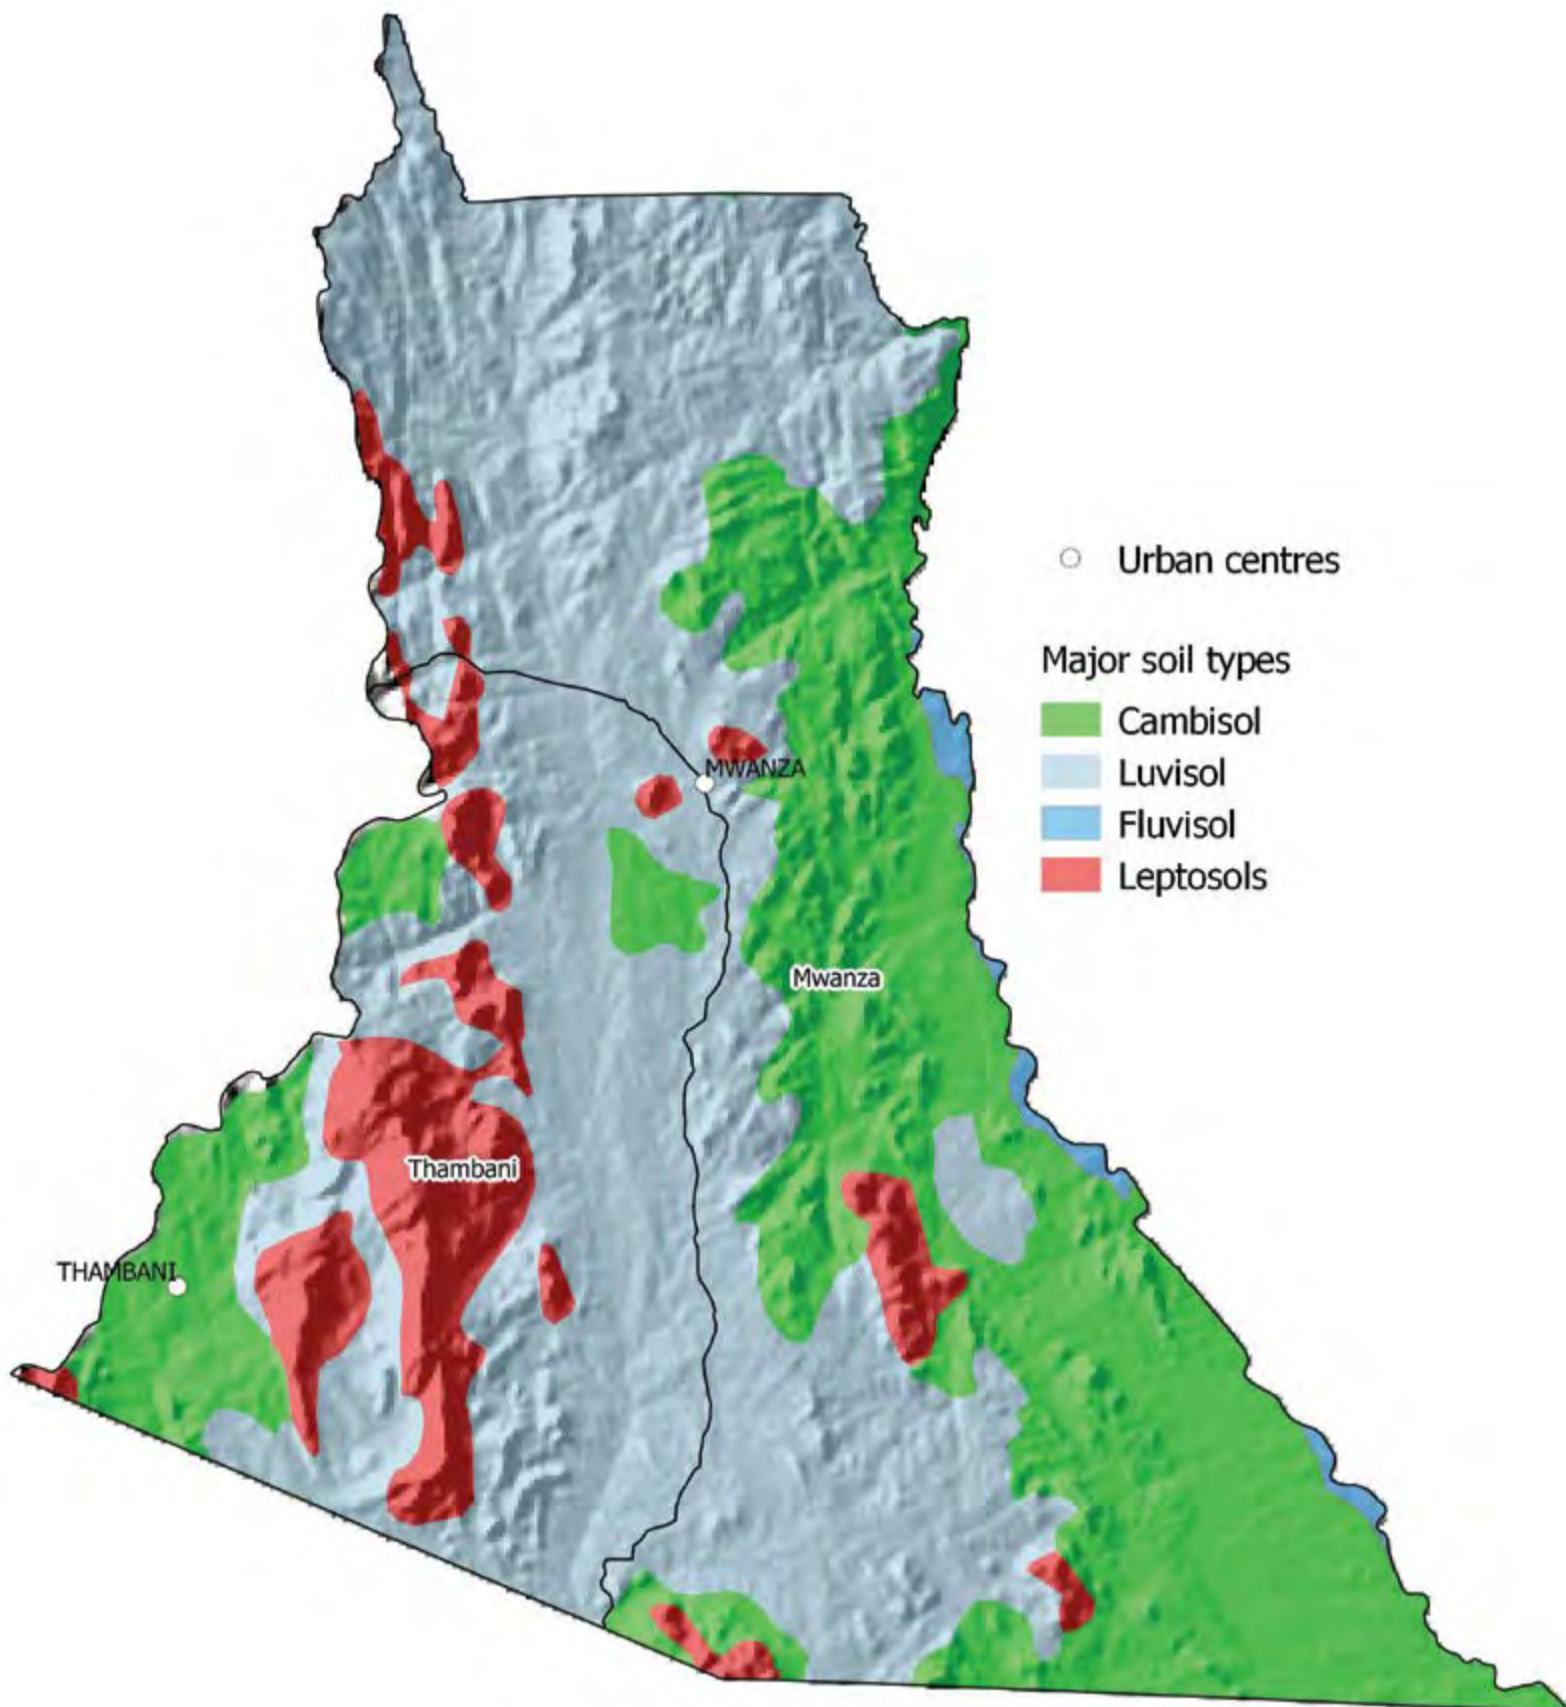 Urban centres
Major soil types
Cambisol
Luvisol
Fluvisol
Leptosols
MWANZA
Mwanza
Thambani
THAMBANI